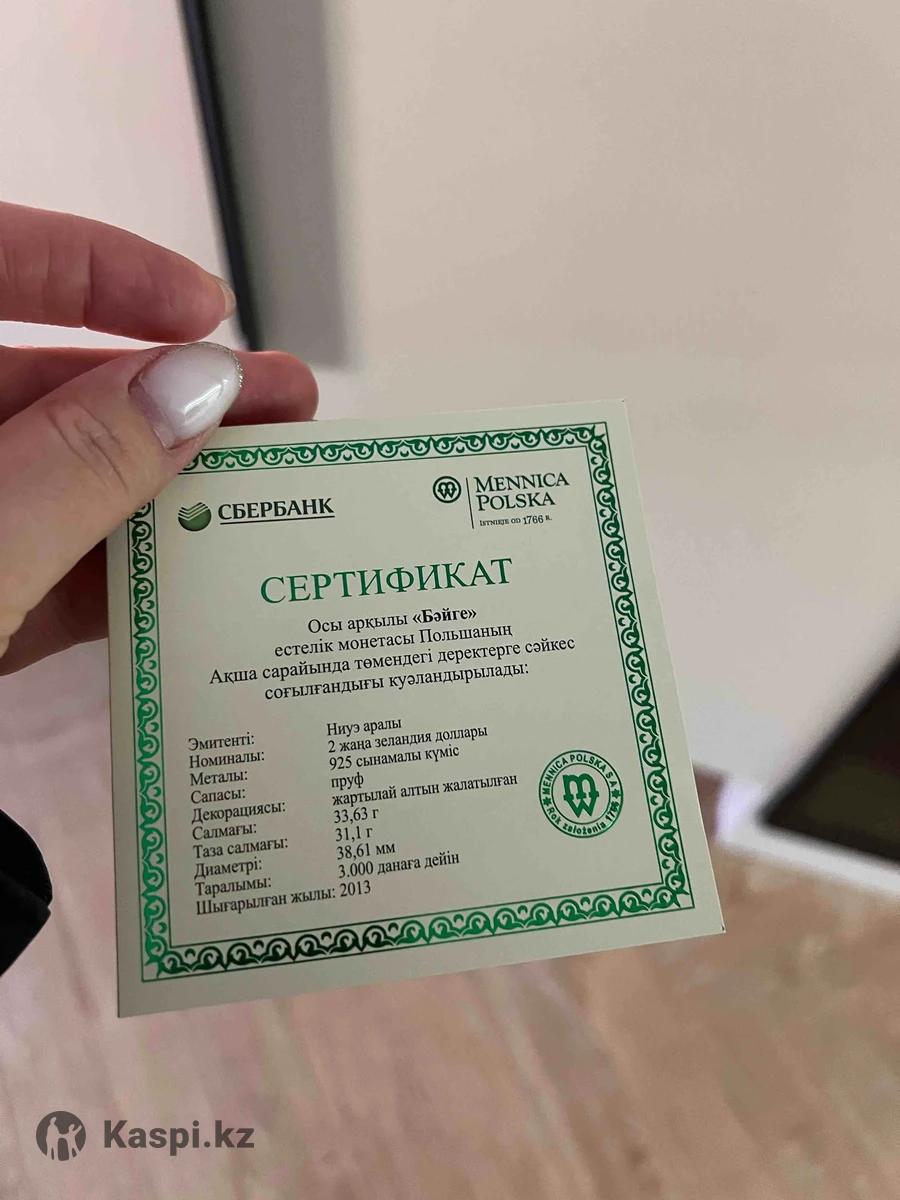 СБЕРБАНК
MENNICA
POLSKA
ISTNIEJE OD 1766 R.
СЕРТИФИКАТ
Осы арқылы «Бәйге»
естелік монетасы Польшаның
Ақша сарайында төмендегі деректерге сәйкес
соғылғандығы куәландырылады:
Эмитенті: Ниуэ аралы
Номиналы: 2 жаңа зеландия доллары
Металы: 925 сынамалы күміс
Сапасы: пруф
Декорациясы: жартылай алтын жалатылған
Салмағы: 33,63 г
Таза салмағы: 31,1 г
Диаметрі: 38,61 мм
Таралымы: 3.000 данаға дейін
Шығарылған жылы: 2013
MENNICA POLSKA S.A.
Rok założenia 1766
Kaspi.kz